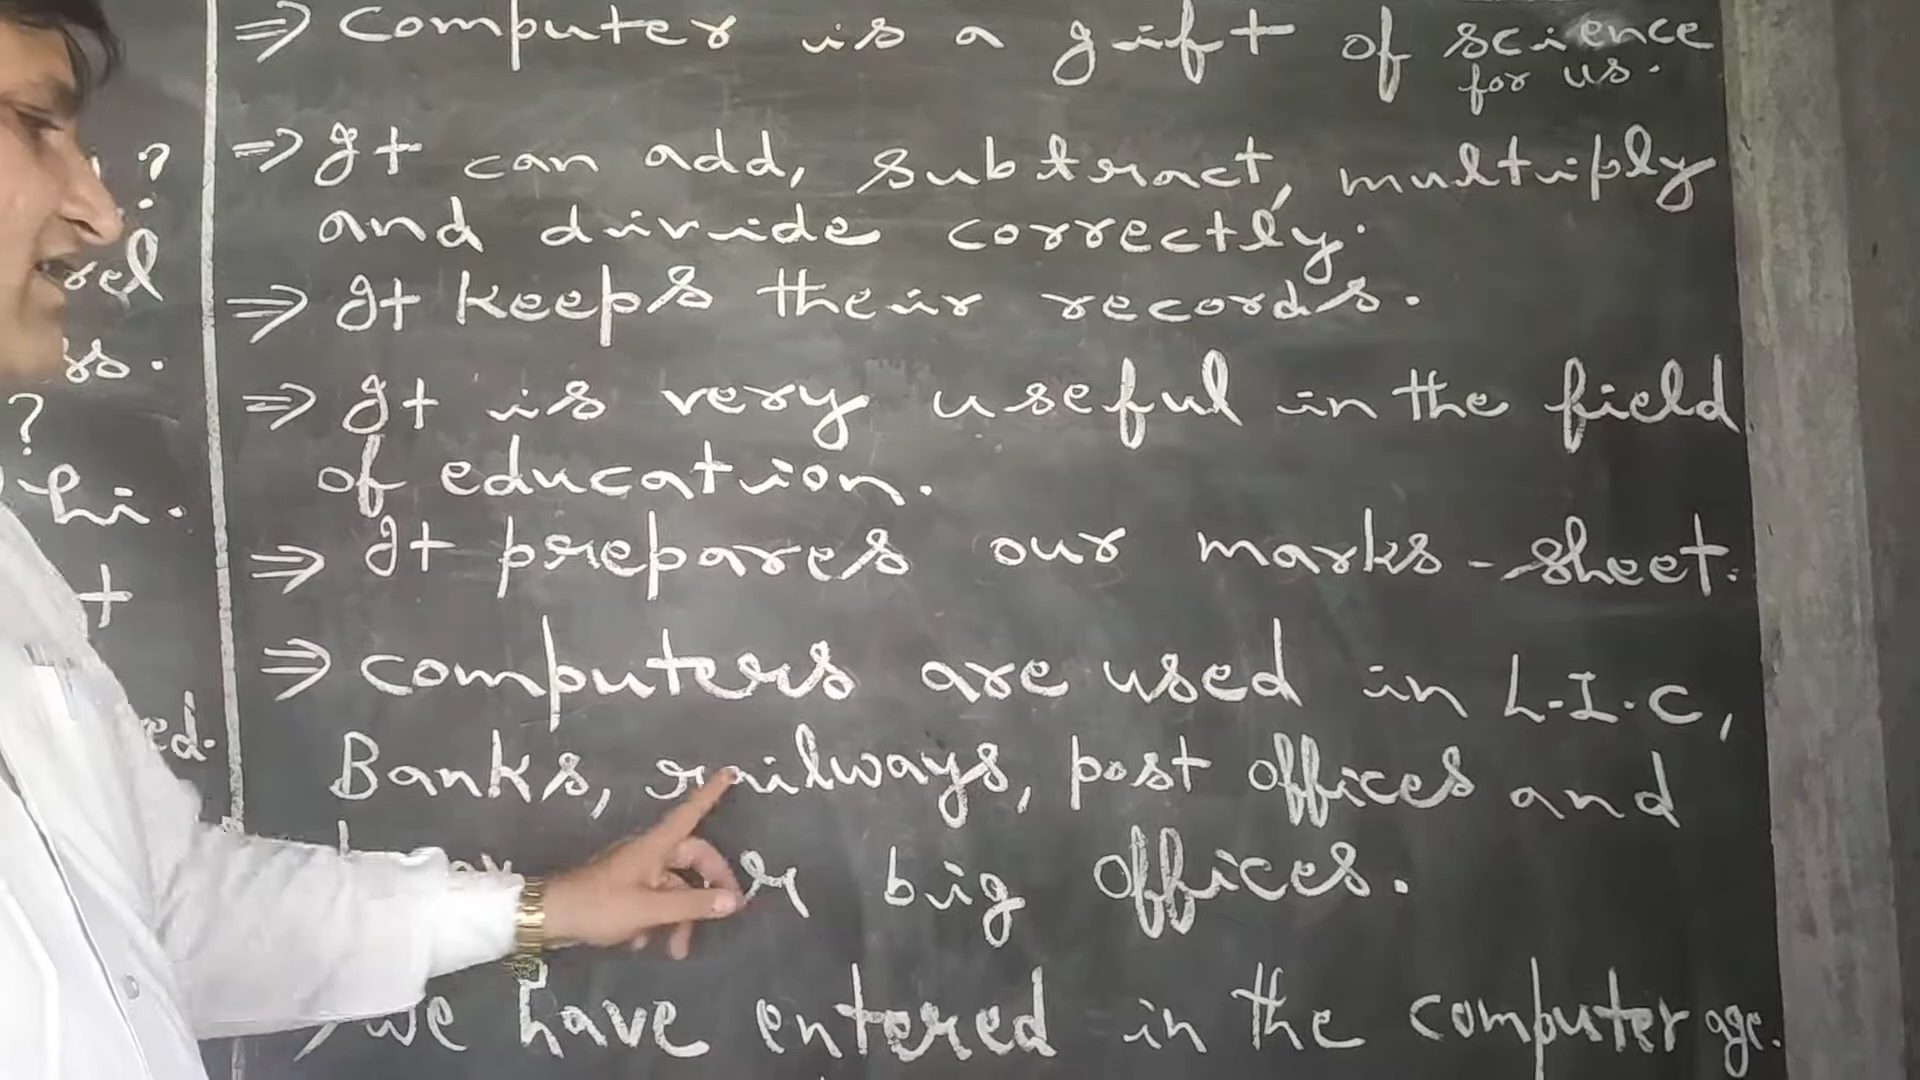 ⇒ Computer is a gift of science
for us.
⇒ It can add, subtract, multiply
and divide correctly.
⇒ It keeps their records.
⇒ It is very useful in the field
of education.
⇒ It prepares our marks-sheet.
⇒ Computers are used in L.I.C,
Banks, railways, post offices and
big offices.
We have entered in the computer age.
?
?
hi.
ed.